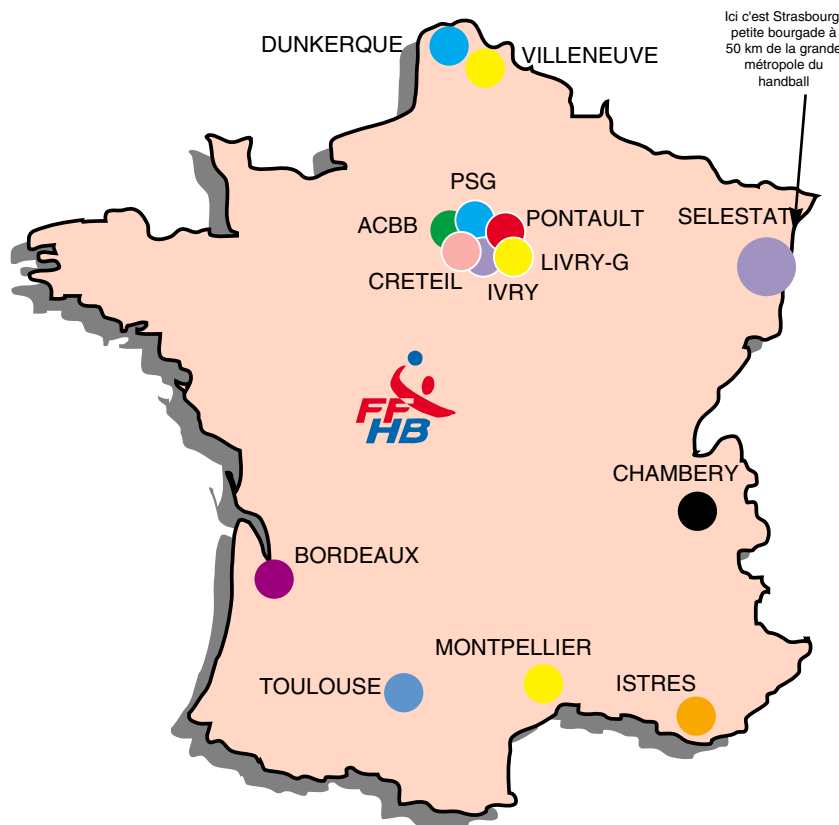 Ici c'est Strasbourg
petite bourgade à
50 km de la grande
métropole du
handball
DUNKERQUE
VILLENEUVE
PSG
ACBB
PONTAULT
SELESTAT
LIVRY-G
CRETEIL
IVRY
FF
HB
CHAMBERY
BORDEAUX
MONTPELLIER
TOULOUSE
ISTRES